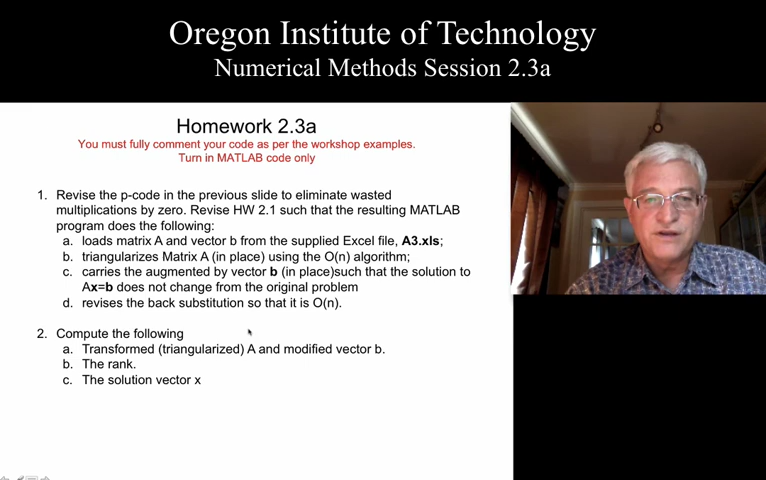 Oregon Institute of Technology
Numerical Methods Session 2.3a
Homework 2.3a
You must fully comment your code as per the workshop examples.
Turn in MATLAB code only
1. Revise the p-code in the previous slide to eliminate wasted
multiplications by zero. Revise HW 2.1 such that the resulting MATLAB
program does the following:
a. loads matrix A and vector b from the supplied Excel file, A3.xls;
b. triangularizes Matrix A (in place) using the O(n) algorithm;
c. carries the augmented by vector b (in place)such that the solution to
Ax=b does not change from the original problem
d. revises the back substitution so that it is O(n).
2. Compute the following
a. Transformed (triangularized) A and modified vector b.
b. The rank.
c. The solution vector x